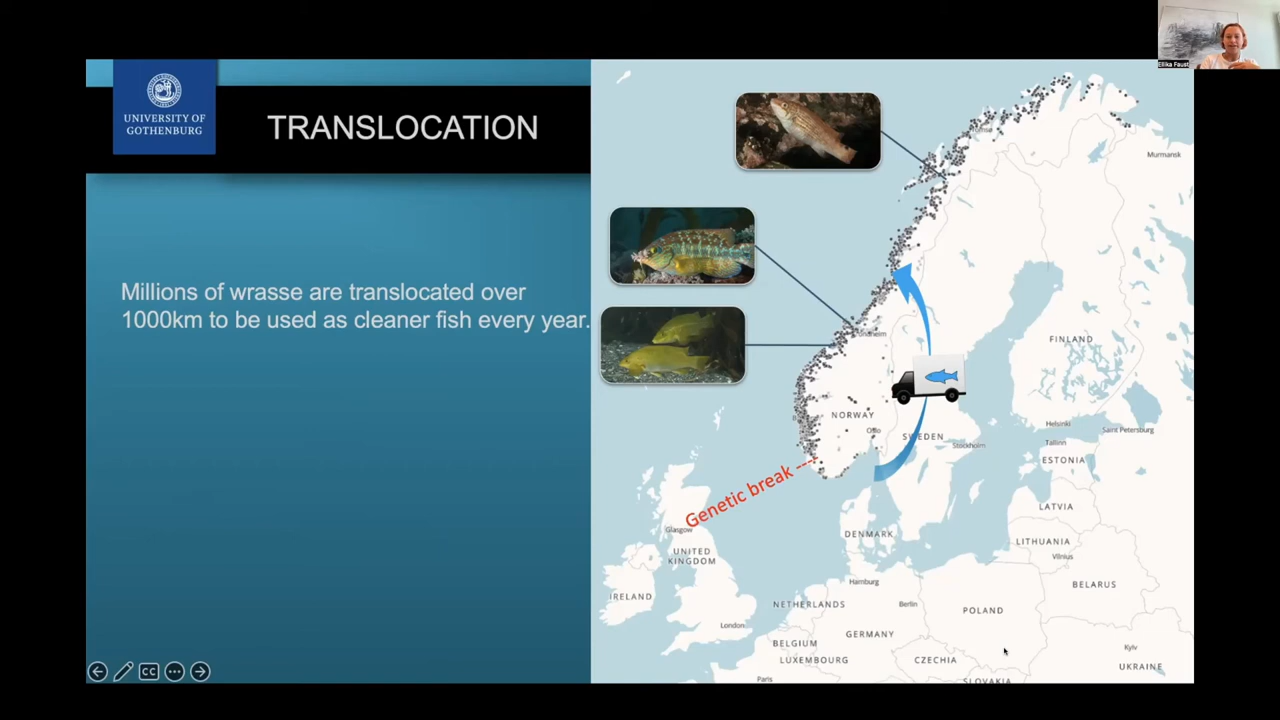 Ellika Faust
UNIVERSITY OF
GOTHENBURG
TRANSLOCATION
Millions of wrasse are translocated over
1000km to be used as cleaner fish every year.
Tromsø
Murmansk
FINLAND
NORWAY
Oslo
SWEDEN
Stockholm
Helsinki
Saint Petersburg
Tallinn
ESTONIA
Genetic break ---
Glasgow
LATVIA
DENMARK
LITHUANIA
Vilnius
UNITED
KINGDOM
Hamburg
BELARUS
IRELAND
NETHERLANDS
Berlin
POLAND
London
GERMANY
BELGIUM
LUXEMBOURG
CZECHIA
Kyiv
UKRAINE
Paris
SLOVAKIA
CC